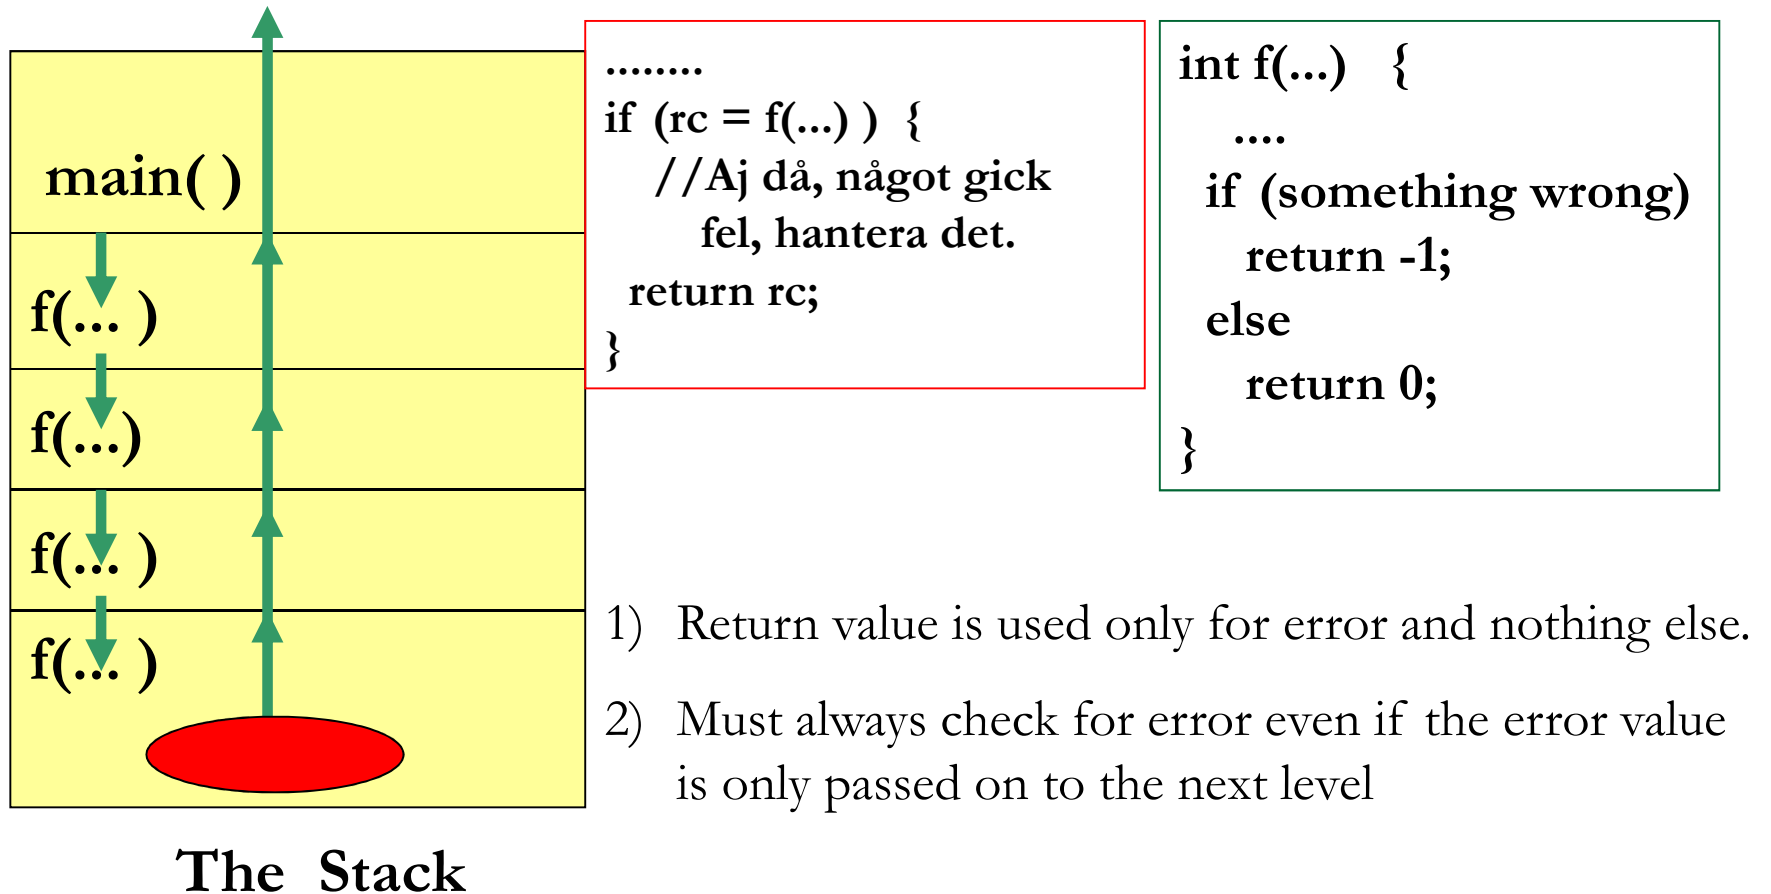 main( )
f(... )
f(...)
f(... )
f(... )
The Stack
........
if (rc = f(...) ) {
//Aj då, något gick
fel, hantera det.
return rc;
}
int f(...) {
....
if (something wrong)
return -1;
else
return 0;
}
1) Return value is used only for error and nothing else.
2) Must always check for error even if the error value
is only passed on to the next level